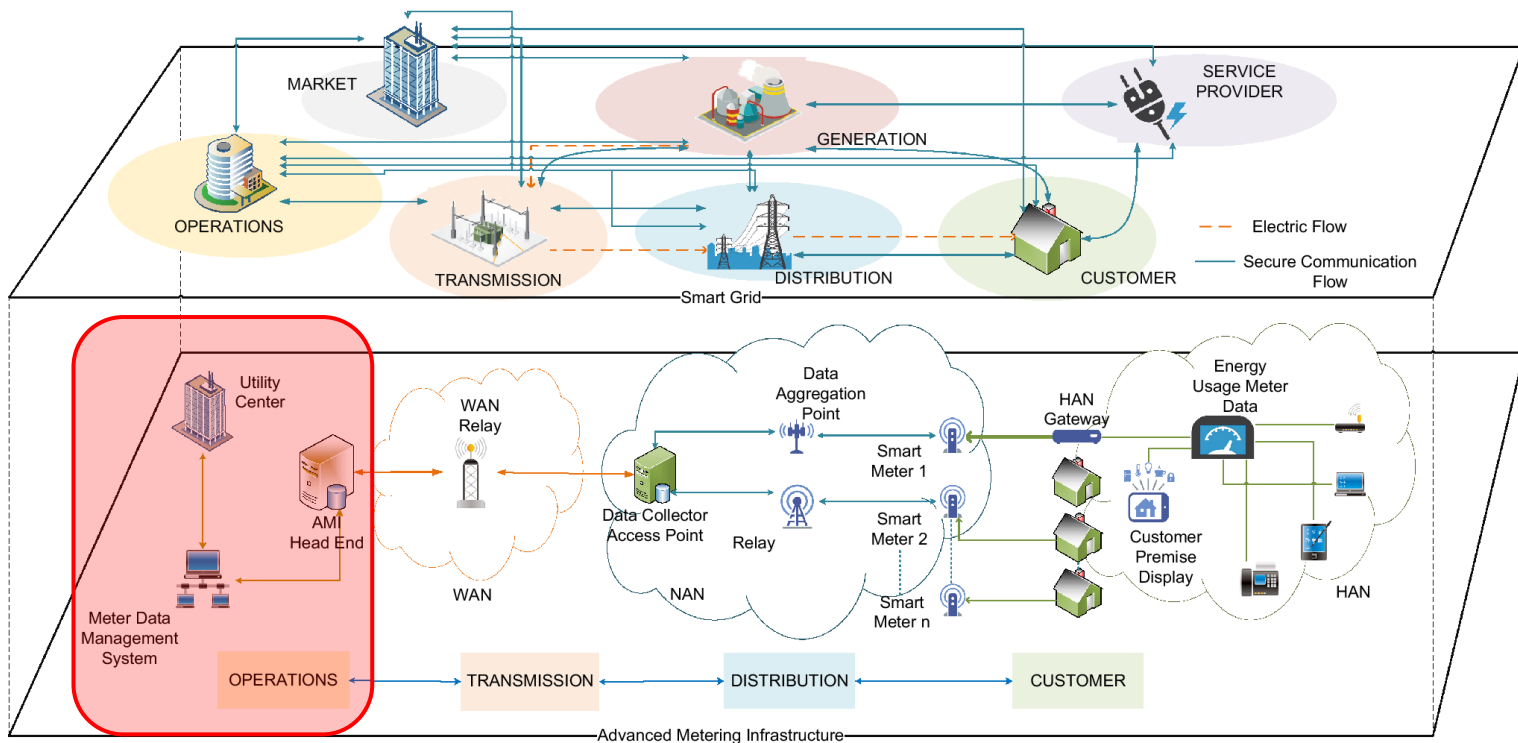 MARKET
SERVICE
PROVIDER
GENERATION
OPERATIONS
TRANSMISSION
DISTRIBUTION
CUSTOMER
Electric Flow
Secure Communication
Flow
Smart Grid
Utility
Center
AMI
Head End
Meter Data
Management
System
WAN
Relay
WAN
Data
Aggregation
Point
Data Collector
Access Point
Relay
NAN
Smart
Meter 1
Smart
Meter 2
Smart
Meter n
HAN
Gateway
Energy
Usage Meter
Data
Customer
Premise
Display
HAN
OPERATIONS
TRANSMISSION
DISTRIBUTION
CUSTOMER
Advanced Metering Infrastructure